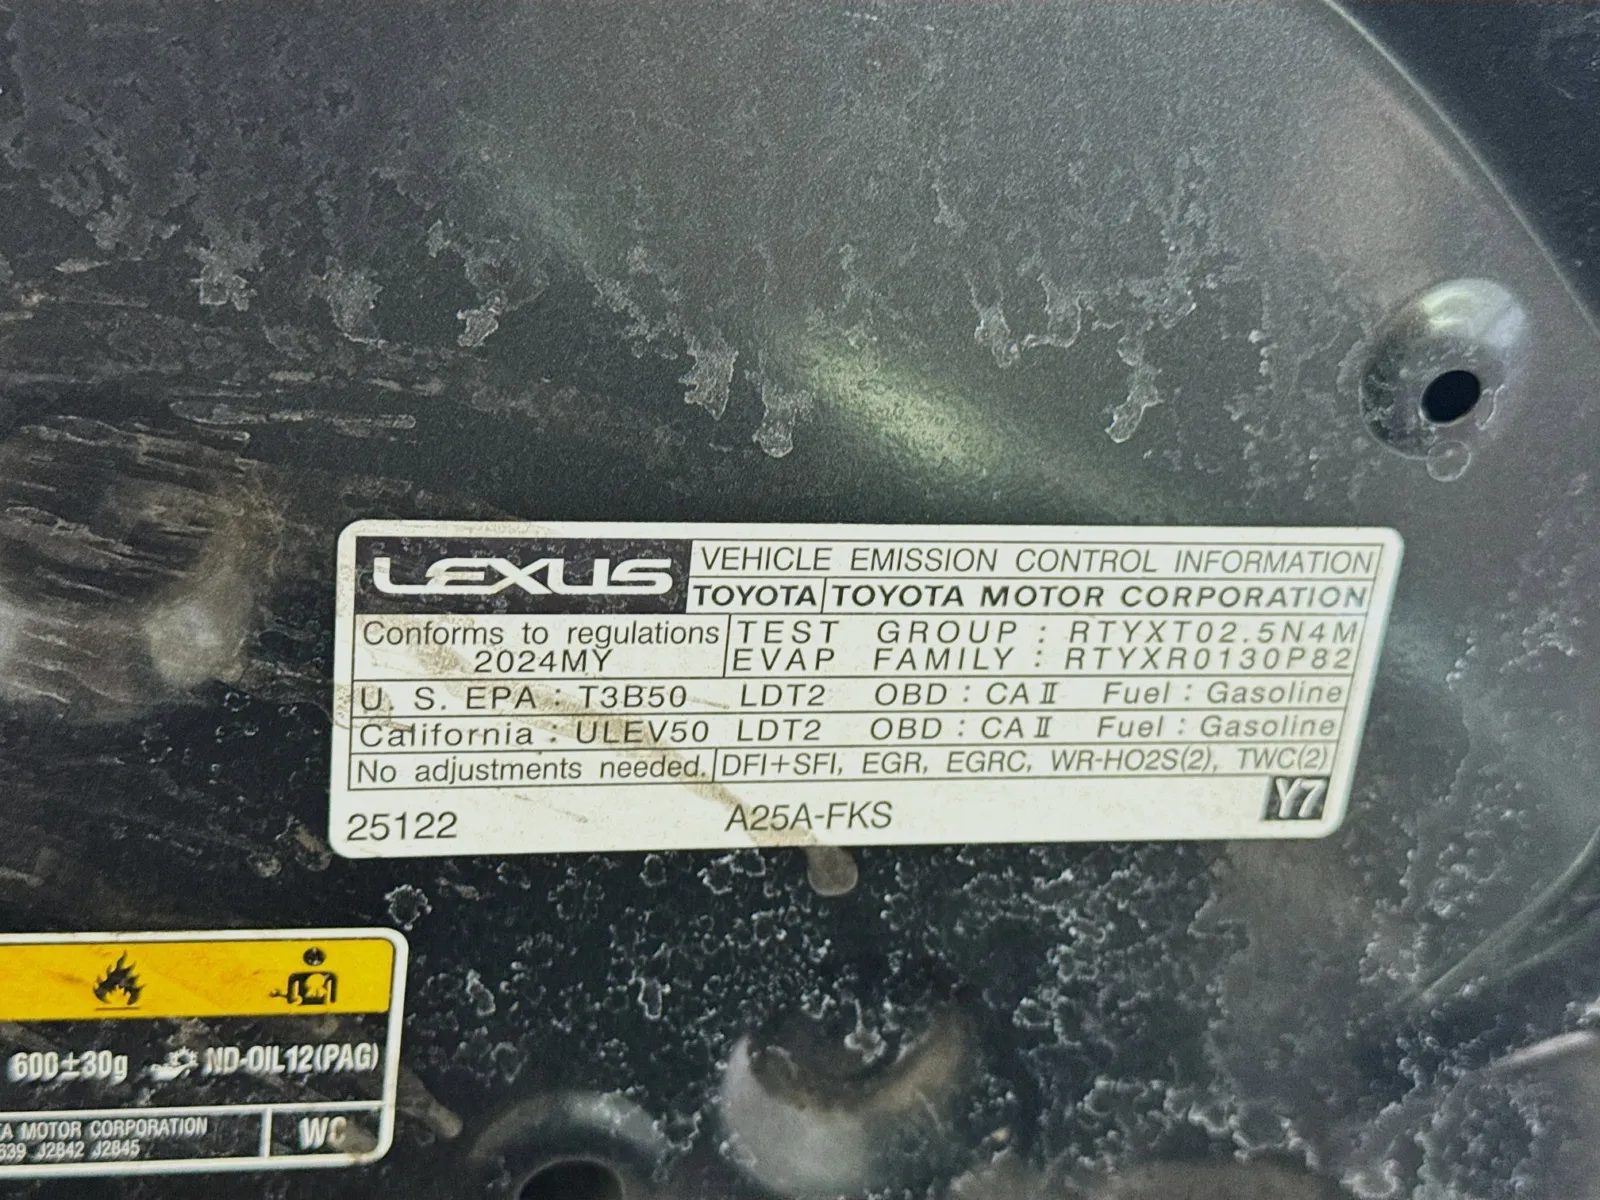 LEXUS VEHICLE EMISSION CONTROL INFORMATION
TOYOTA TOYOTA MOTOR CORPORATION
Conforms to regulations
2024MY
TEST GROUP : RTYXT02.5N4M
EVAP FAMILY : RTYXR0130P82
U. S. EPA : T3B50 LDT2 OBD : CAⅡ Fuel : Gasoline
California : ULEV50 LDT2 OBD : CAⅡ Fuel : Gasoline
No adjustments needed. DFI+SFI, EGR, EGRC, WR-HO2S(2), TWC(2)
25122 A25A-FKS Y7
600±30g ND-OIL12(PAG)
MOTOR CORPORATION
J2842 J2845
WC